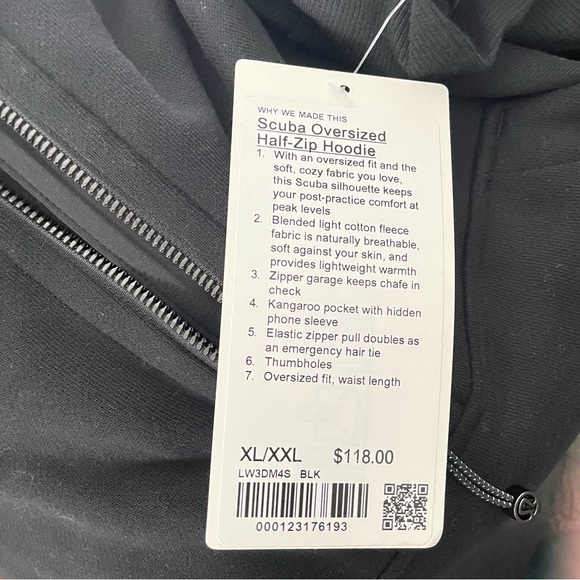 WHY WE MADE THIS
Scuba Oversized
Half-Zip Hoodie
1. With an oversized fit and the
soft, cozy fabric you love,
this Scuba silhouette keeps
your post-practice comfort at
peak levels
2. Blended light cotton fleece
fabric is naturally breathable,
soft against your skin, and
provides lightweight warmth
3. Zipper garage keeps chafe in
check
4. Kangaroo pocket with hidden
phone sleeve
5. Elastic zipper pull doubles as
an emergency hair tie
6. Thumbholes
7. Oversized fit, waist length
XL/XXL $118.00
LW3DM4S BLK
000123176193